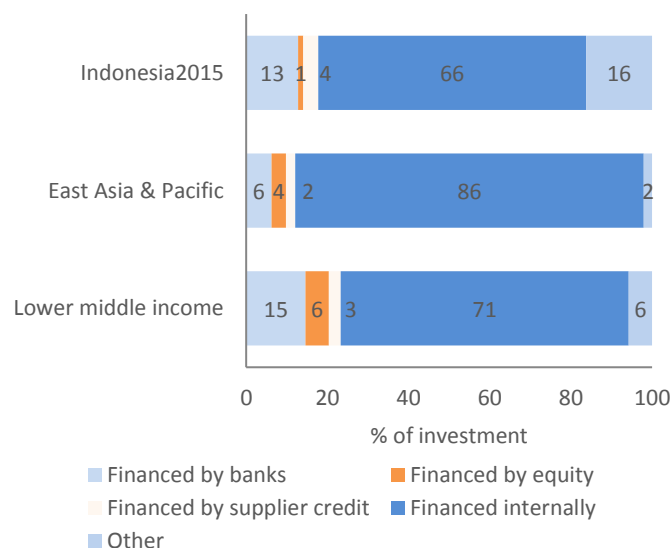 Indonesia2015 13 1 4 66 16
East Asia & Pacific 6 4 2 86 2
Lower middle income 15 6 3 71 6
0 20 40 60 80 100
% of investment
Financed by banks Financed by equity
Financed by supplier credit Financed internally
Other